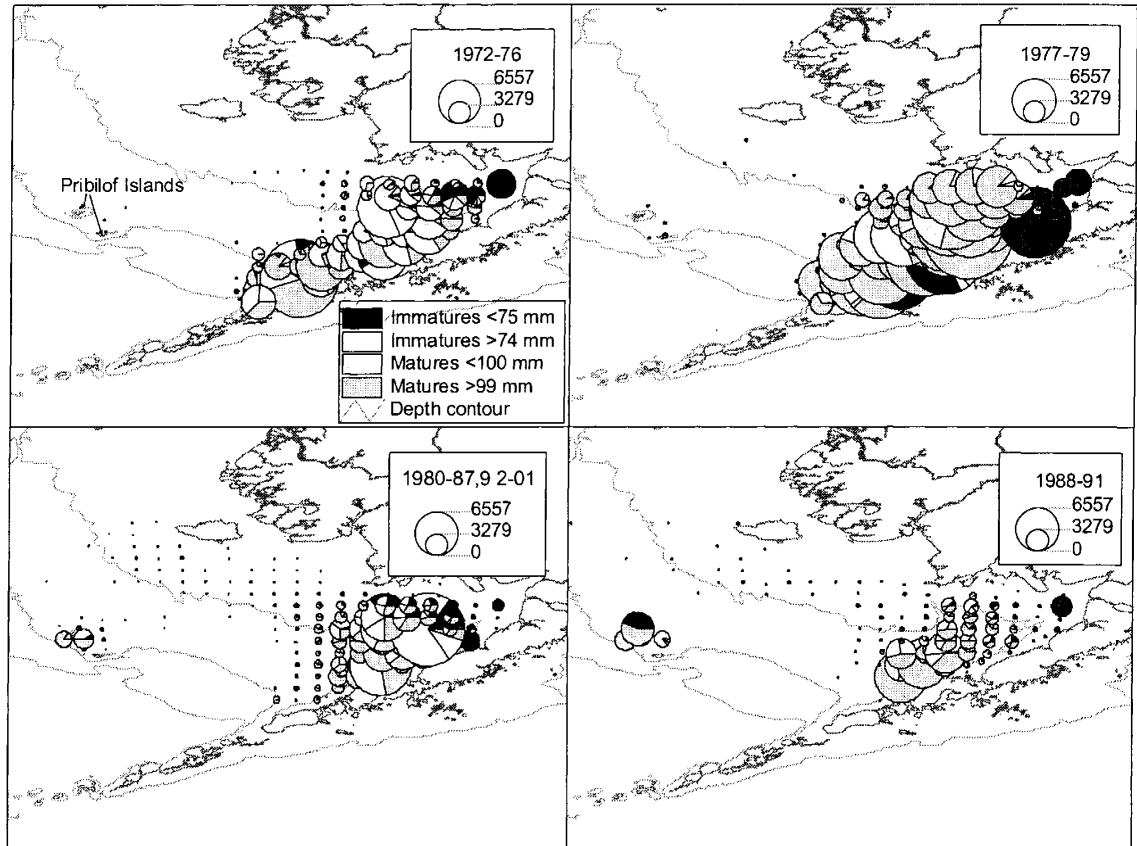 1972-76
6557
3279
0
Pribilof Islands
Immatures <75 mm
Immatures >74 mm
Matures <100 mm
Matures >99 mm
Depth contour
1977-79
6557
3279
0
1980-87,9 2-01
6557
3279
0
1988-91
6557
3279
0